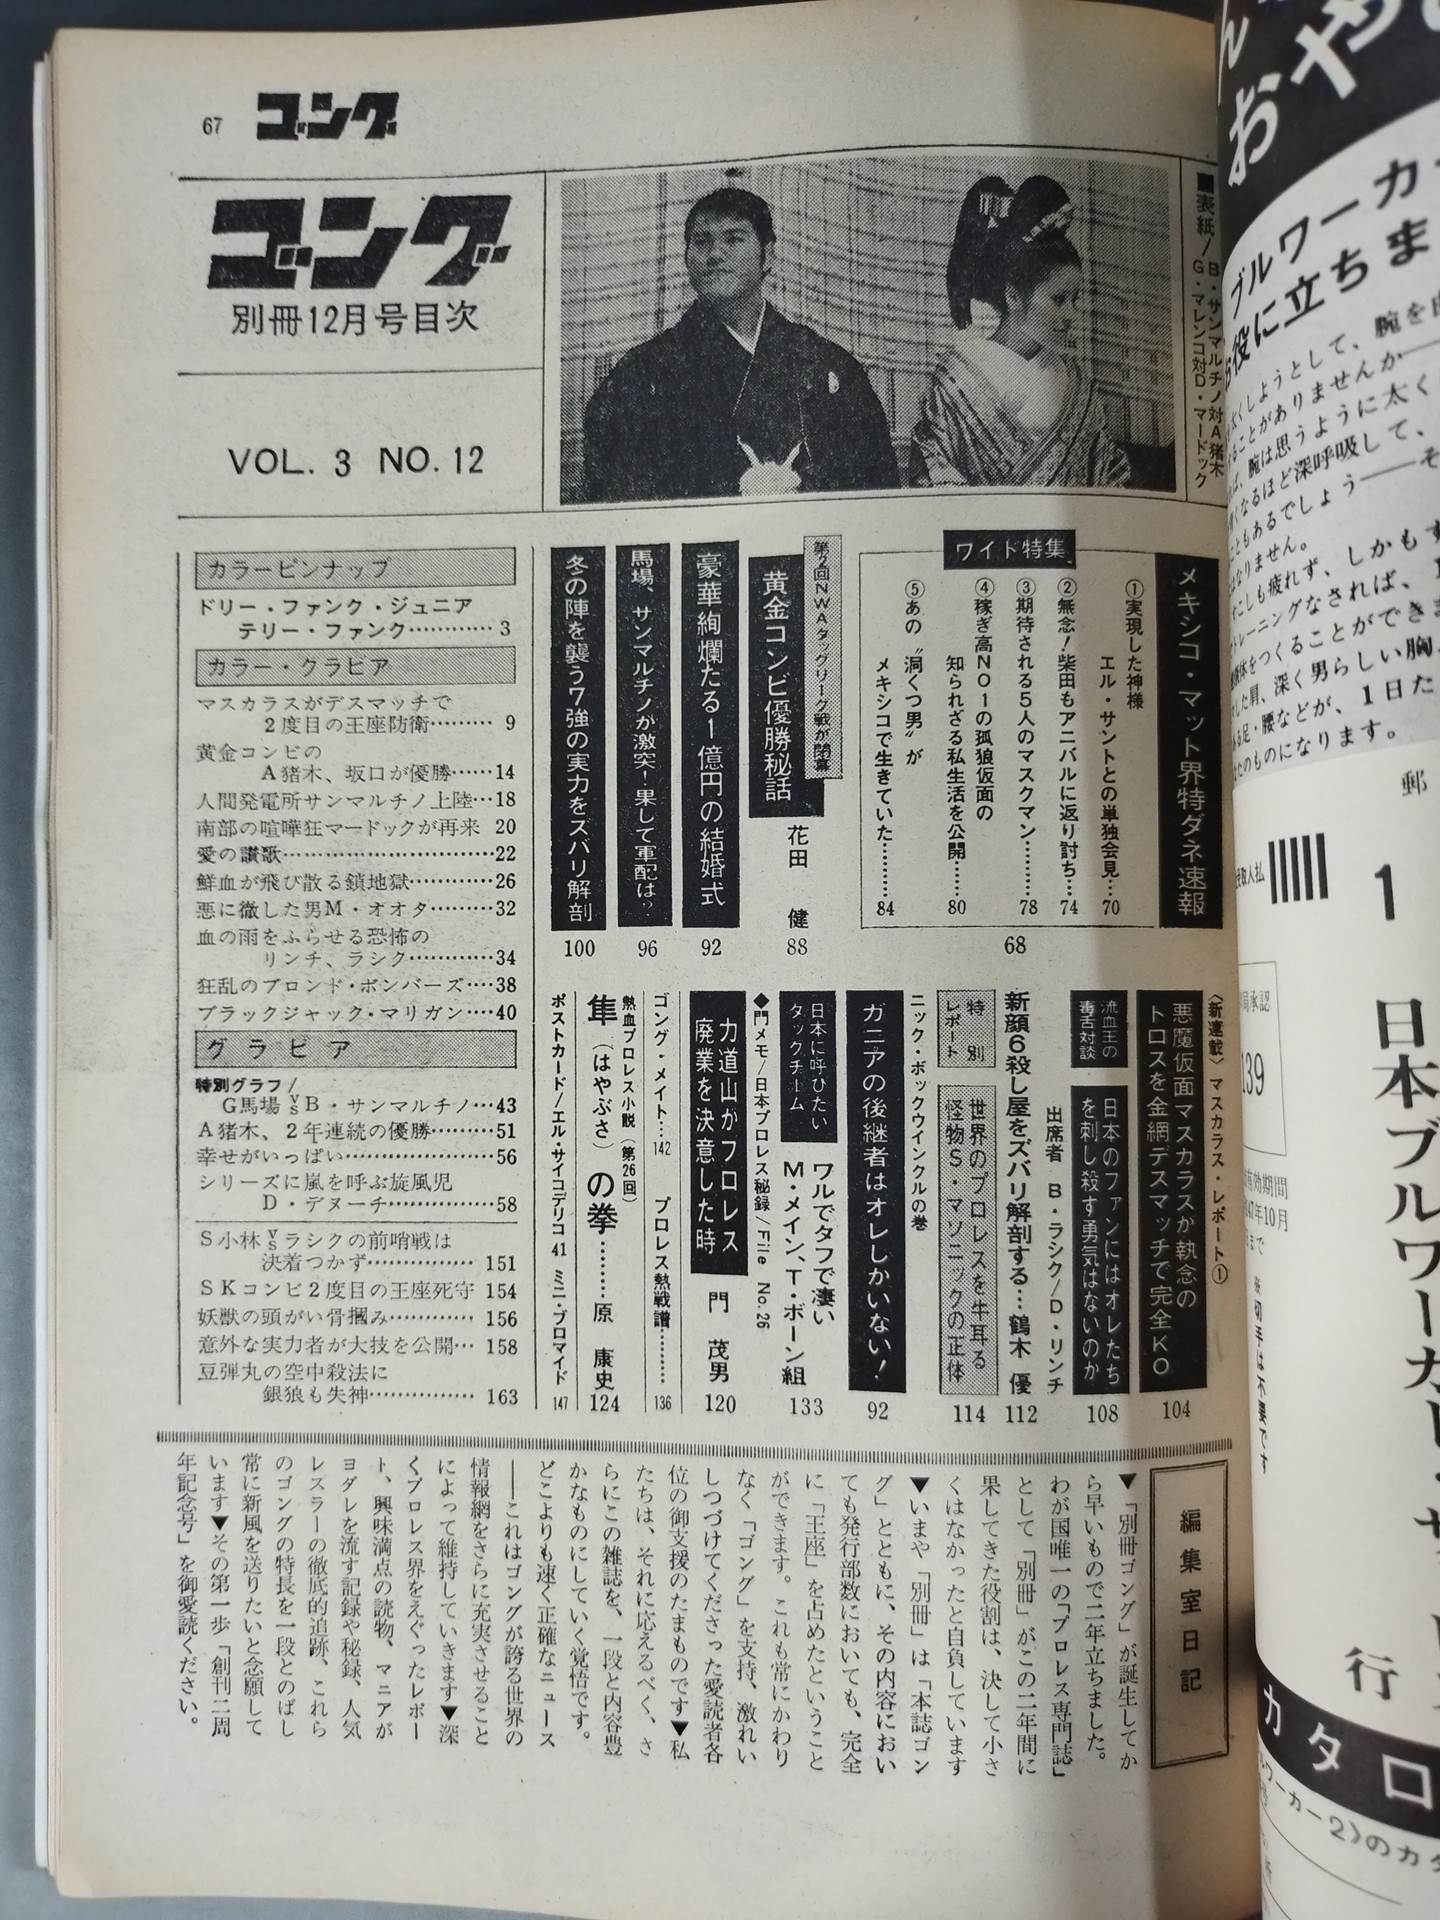 67 ゴング
ゴング
別冊12月号目次
VOL. 3 NO. 12
■表紙／B・サンマルチノ対A猪木
G・マレンコ対D・マードック
カラーピンナップ
ドリー・ファンク・ジュニア
テリー・ファンク…………3
カラー・グラビア
マスカラスがデスマッチで
2度目の王座防衛………9
黄金コンビの
A猪木、坂口が優勝……14
人間発電所サンマルチノ上陸…18
南部の喧嘩狂マードックが再来 20
愛の讃歌…………………………22
鮮血が飛び散る鎖地獄…………26
悪に徹した男M・オオタ………32
血の雨をふらせる恐怖の
リンチ、ラシク…………34
狂乱のブロンド・ボンバーズ…38
ブラックジャック・マリガン…40
グラビア
特別グラフ／
G馬場vsB・サンマルチノ…43
A猪木、2年連続の優勝………51
幸せがいっぱい…………………56
シリーズに嵐を呼ぶ旋風児
D・デヌーチ……………58
S小林vsラシクの前哨戦は
決着つかず……………151
SKコンビ2度目の王座死守 154
妖獣の頭がい骨摑み…………156
意外な実力者が大技を公開…158
豆弾丸の空中殺法に
銀狼も失神……………163
メキシコ・マット界特ダネ速報
ワイド特集
①実現した神様
エル・サントとの単独会見…70
②無念！柴田もアニバルに返り討ち…74
③期待される5人のマスクマン………78
④稼ぎ高NO1の孤狼仮面の
知られざる私生活を公開……80
⑤あの〝洞くつ男〟が
メキシコで生きていた………84
68
第2回NWAタッグリーグ戦が閉幕
黄金コンビ優勝秘話
花田 健 88
豪華絢爛たる1億円の結婚式
92
馬場、サンマルチノが激突！果して軍配は？
96
冬の陣を襲う7強の実力をズバリ解剖
100
〈新連載〉マスカラス・レポート①
悪魔仮面マスカラスが執念の
トロスを金網デスマッチで完全KO
104
流血王の
毒舌対談
日本のファンにはオレたち
を刺し殺す勇気はないのか
出席者 B・ラシク／D・リンチ
108
新顔6殺し屋をズバリ解剖する…鶴木 優
112
特別
レポート
世界のプロレスを牛耳る
怪物S・マソニックの正体
114
ニック・ボックウインクルの巻
ガニアの後継者はオレしかいない！
92
日本に呼びたい
タックチーム
ワルでタフで凄い
M・メイン、T・ボーン組
133
◆門メモ／日本プロレス秘録／File No.26
力道山がプロレス
廃業を決意した時
門 茂男
120
ゴング・メイト…142 プロレス熱戦譜…………136
熱血プロレス小説（第26回）
隼（はやぶさ）の拳………原 康史
124
ポストカード／エル・サイコデリコ 41 ミニ・ブロマイド 147
編集室日記
▼「別冊ゴング」が誕生してか
ら早いもので二年立ちました。
わが国唯一の「プロレス専門誌」
として「別冊」がこの二年間に
果してきた役割は、決して小さ
くはなかったと自負しています
▼いまや「別冊」は「本誌ゴン
グ」とともに、その内容におい
ても発行部数においても、完全
に「王座」を占めたということ
ができます。これも常にかわり
なく「ゴング」を支持、激れい
しつづけてくださった愛読者各
位の御支援のたまものです▼私
たちは、それに応えるべく、さ
らにこの雑誌を、一段と内容豊
かなものにしていく覚悟です。
どこよりも速く正確なニュース
──これはゴングが誇る世界の
情報網をさらに充実させること
によって維持していきます▼深
くプロレス界をえぐったレポー
ト、興味満点の読物、マニアが
ヨダレを流す記録や秘録、人気
レスラーの徹底的追跡、これら
のゴングの特長を一段とのばし
常に新風を送りたいと念願して
います▼その第一歩「創刊二周
年記念号」を御愛読ください。
おや
ブルワーカー
お役に立ちま
郵
139
1
日本ブルワーカー
行
カタロ
切手は不要です